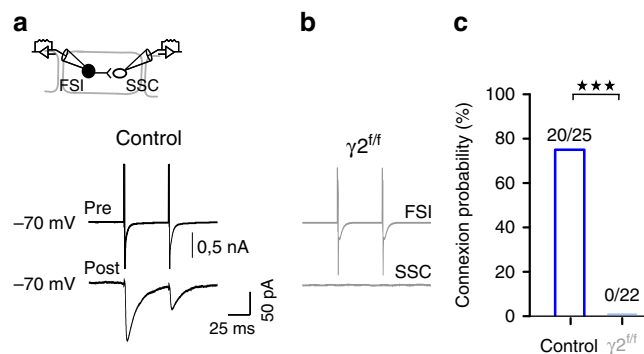 a
FSI
SSC
Control
Pre
–70 mV
0,5 nA
Post
–70 mV
25 ms
50 pA
b
γ2f/f
FSI
SSC
c
★★★
Connexion probability (%)
100
80
60
40
20
0
20/25
0/22
Control γ2f/f